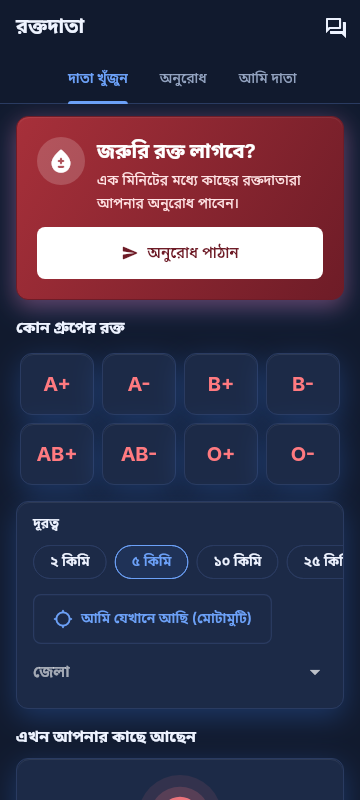 রক্তদাতা
দাতা খুঁজুন অনুরোধ আমি দাতা
জরুরি রক্ত লাগবে?
এক মিনিটের মধ্যে কাছের রক্তদাতারা
আপনার অনুরোধ পাবেন।
অনুরোধ পাঠান
কোন গ্রুপের রক্ত
A+ A- B+ B-
AB+ AB- O+ O-
দূরত্ব
২ কিমি ৫ কিমি ১০ কিমি ২৫ কিমি
আমি যেখানে আছি (মোটামুটি)
জেলা
এখন আপনার কাছে আছেন